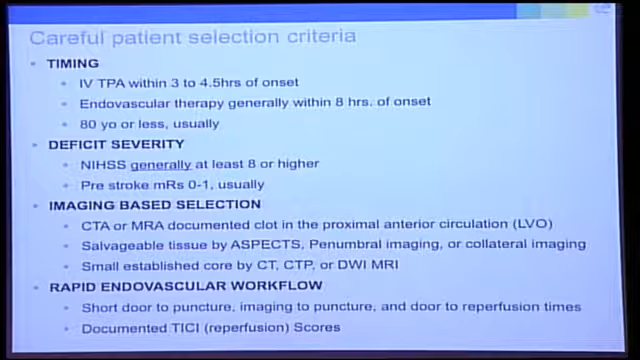 Careful patient selection criteria
TIMING
IV TPA within 3 to 4.5hrs of onset
Endovascular therapy generally within 8 hrs. of onset
80 yo or less, usually
DEFICIT SEVERITY
NIHSS generally at least 8 or higher
Pre stroke mRs 0-1, usually
IMAGING BASED SELECTION
CTA or MRA documented clot in the proximal anterior circulation (LVO)
Salvageable tissue by ASPECTS, Penumbral imaging, or collateral imaging
Small established core by CT, CTP, or DWI MRI
RAPID ENDOVASCULAR WORKFLOW
Short door to puncture, imaging to puncture, and door to reperfusion times
Documented TICI (reperfusion) Scores